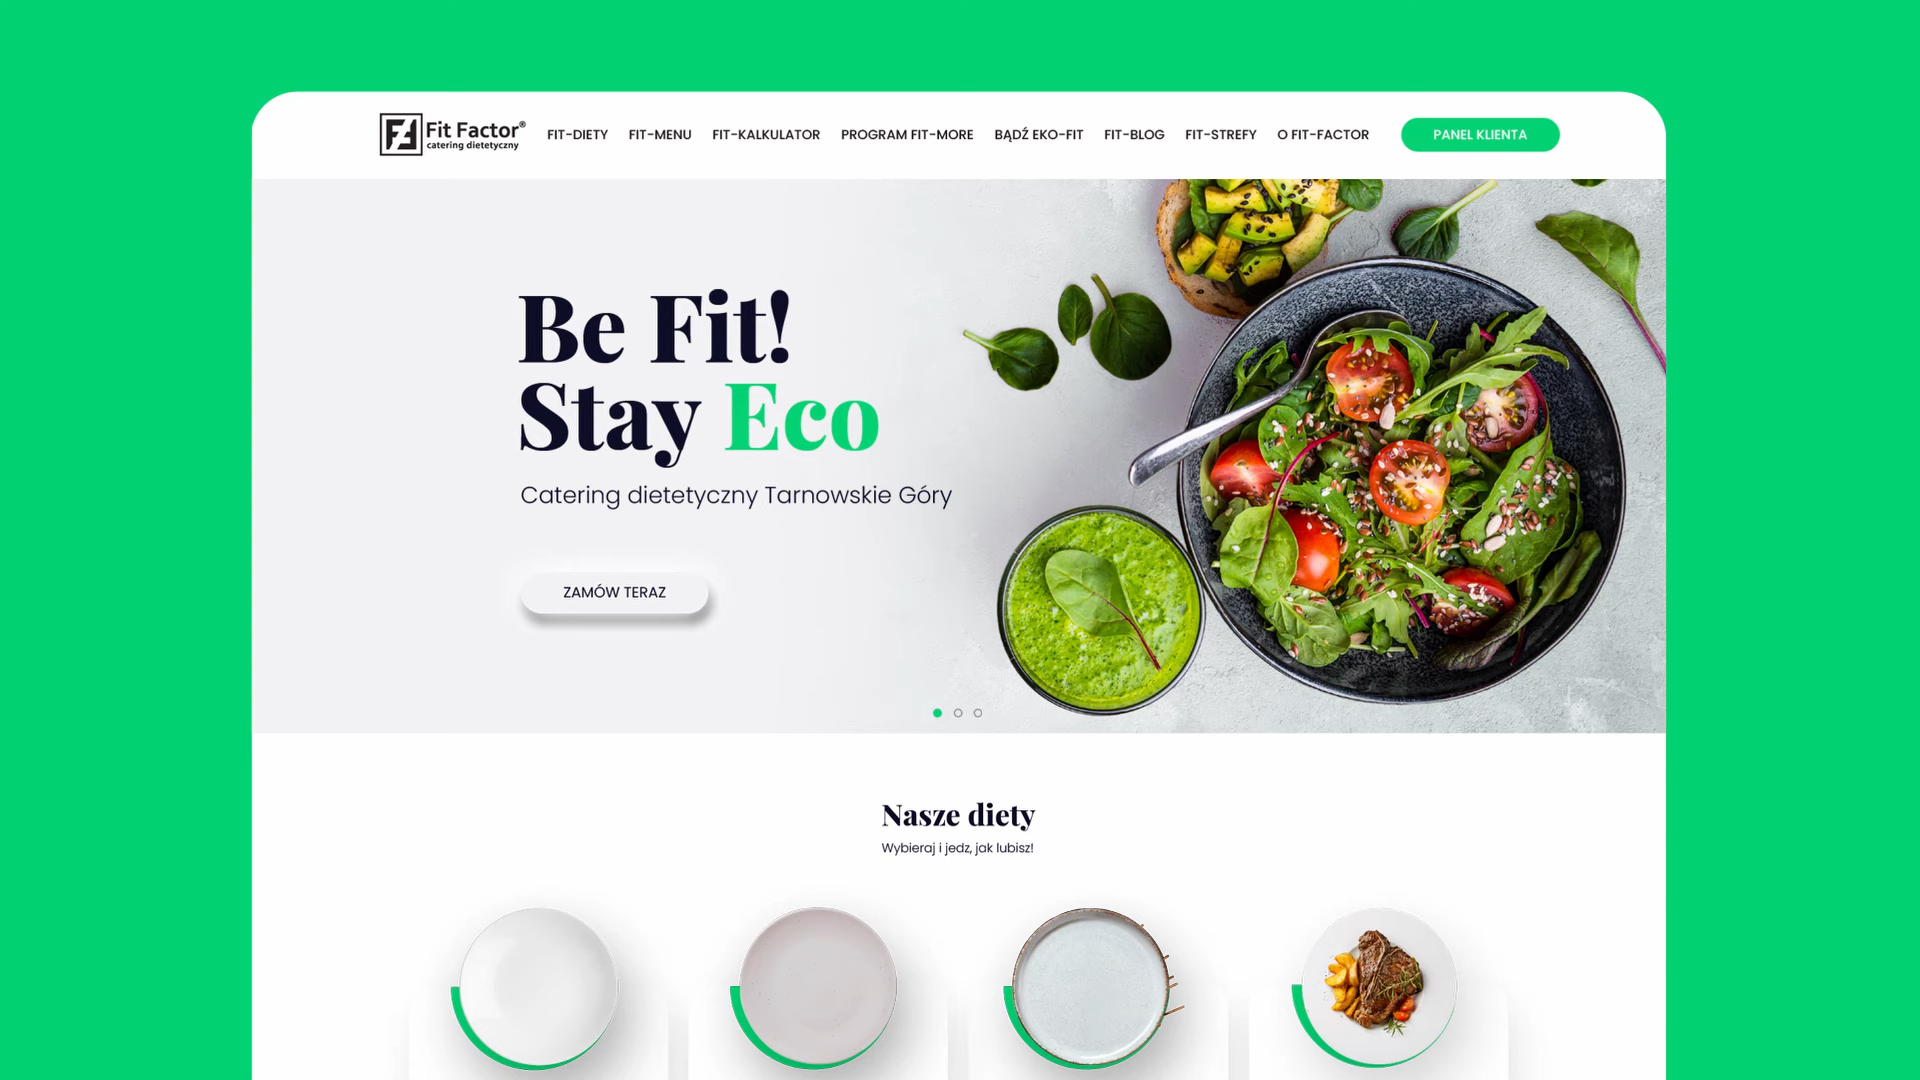 Fit Factor®
catering dietetyczny
FIT-DIETY FIT-MENU FIT-KALKULATOR PROGRAM FIT-MORE BĄDŹ EKO-FIT FIT-BLOG FIT-STREFY O FIT-FACTOR PANEL KLIENTA
Be Fit!
Stay Eco
Catering dietetyczny Tarnowskie Góry
ZAMÓW TERAZ
Nasze diety
Wybieraj i jedz, jak lubisz!